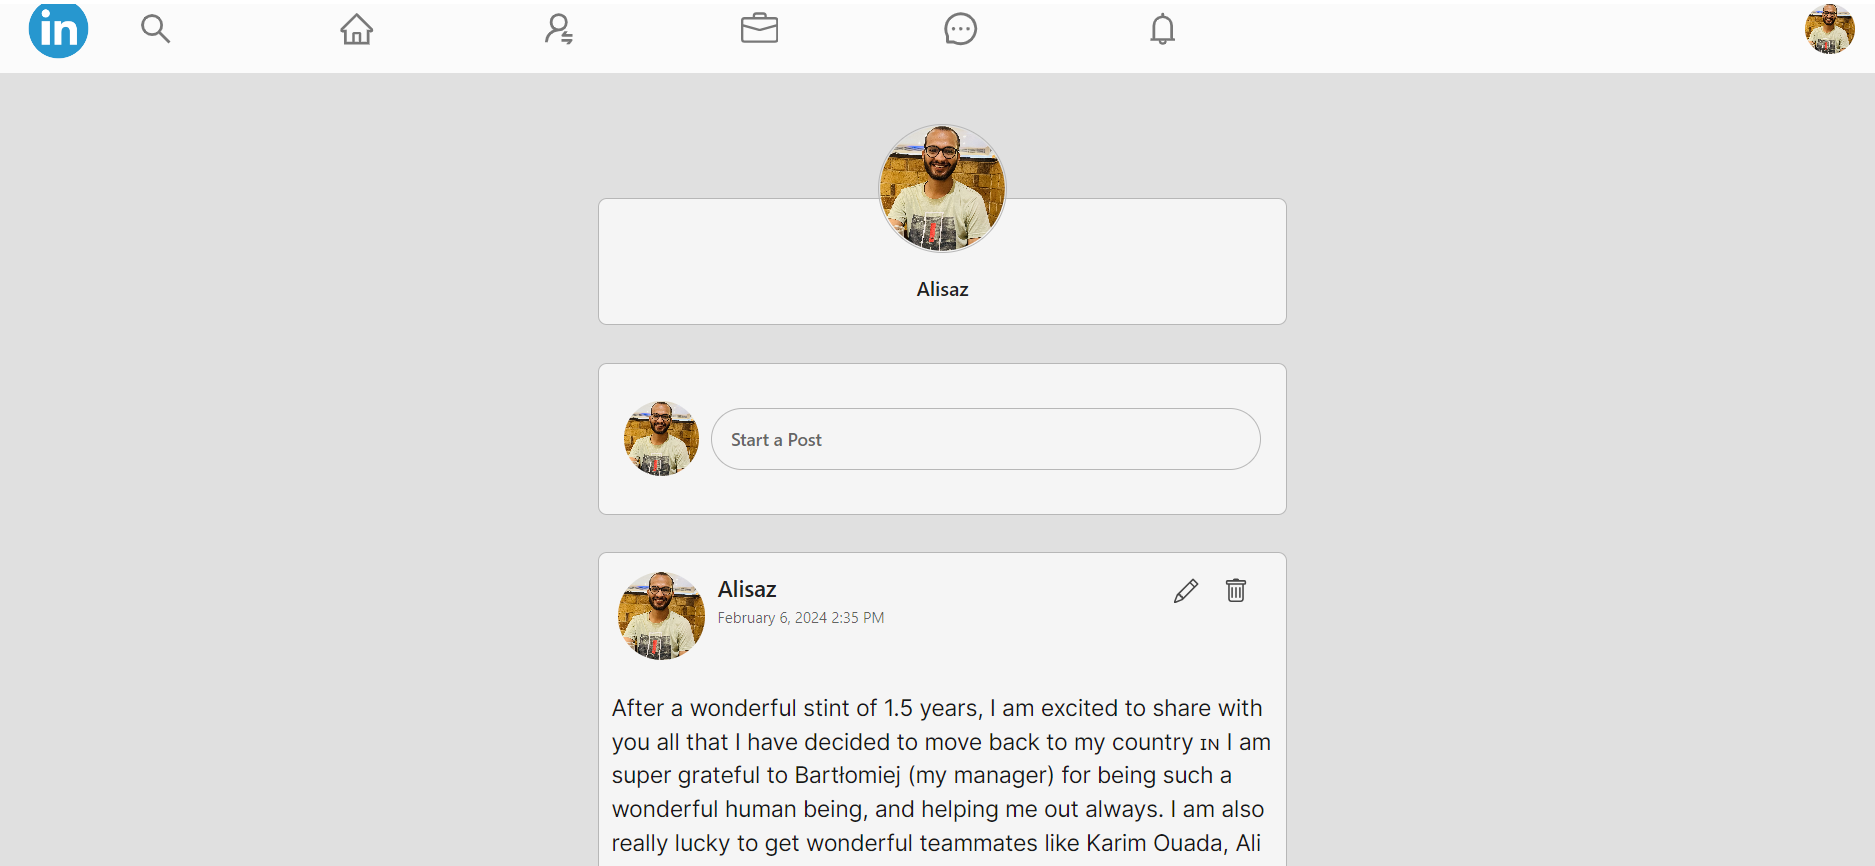 in
Alisaz
Start a Post
Alisaz
February 6, 2024 2:35 PM
After a wonderful stint of 1.5 years, I am excited to share with
you all that I have decided to move back to my country IN I am
super grateful to Bartłomiej (my manager) for being such a
wonderful human being, and helping me out always. I am also
really lucky to get wonderful teammates like Karim Ouada, Ali